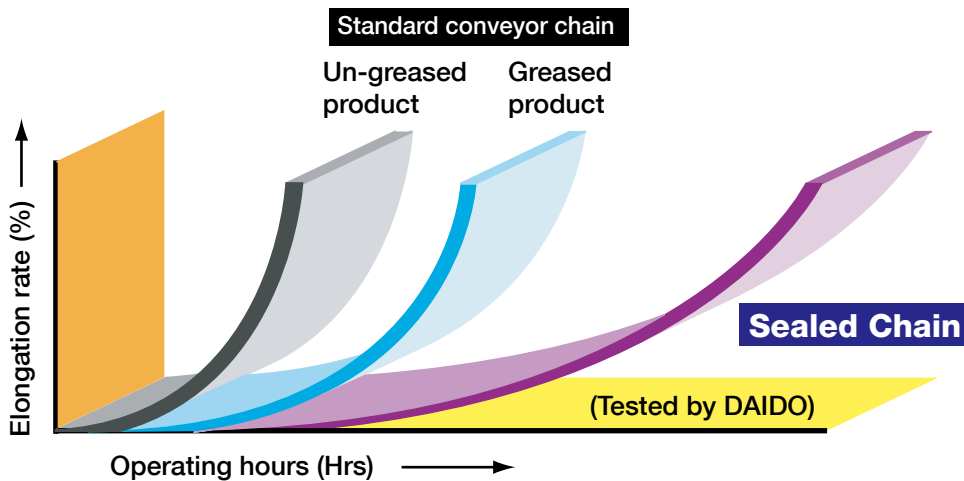 Standard conveyor chain
Un-greased
product
Greased
product
Elongation rate (%)
Sealed Chain
(Tested by DAIDO)
Operating hours (Hrs)